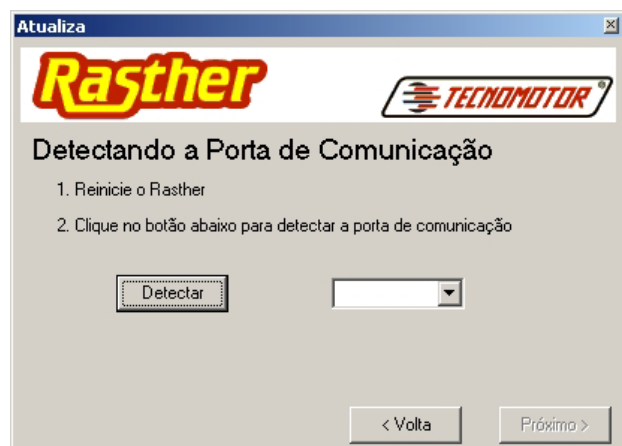 Atualiza
Rasther
TECNOMOTOR
Detectando a Porta de Comunicação
1. Reinicie o Rasther
2. Clique no botão abaixo para detectar a porta de comunicação
Detectar
< Volta
Próximo >